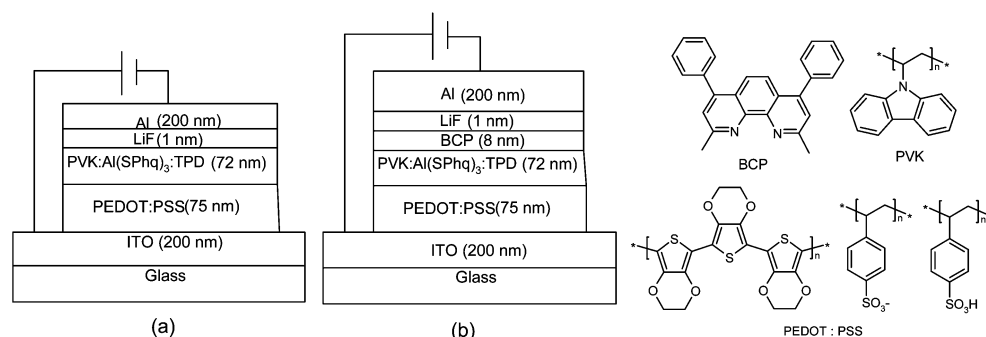 Al (200 nm)
LiF (1 nm)
PVK:Al(SPhq)3:TPD (72 nm)
PEDOT:PSS(75 nm)
ITO (200 nm)
Glass
(a)
Al (200 nm)
LiF (1 nm)
BCP (8 nm)
PVK:Al(SPhq)3:TPD (72 nm)
PEDOT:PSS(75 nm)
ITO (200 nm)
Glass
(b)
N N
BCP
* * n
N
PVK
O O
* S S S * n
O O O O
* * n
SO3-
* * n
SO3H
PEDOT : PSS